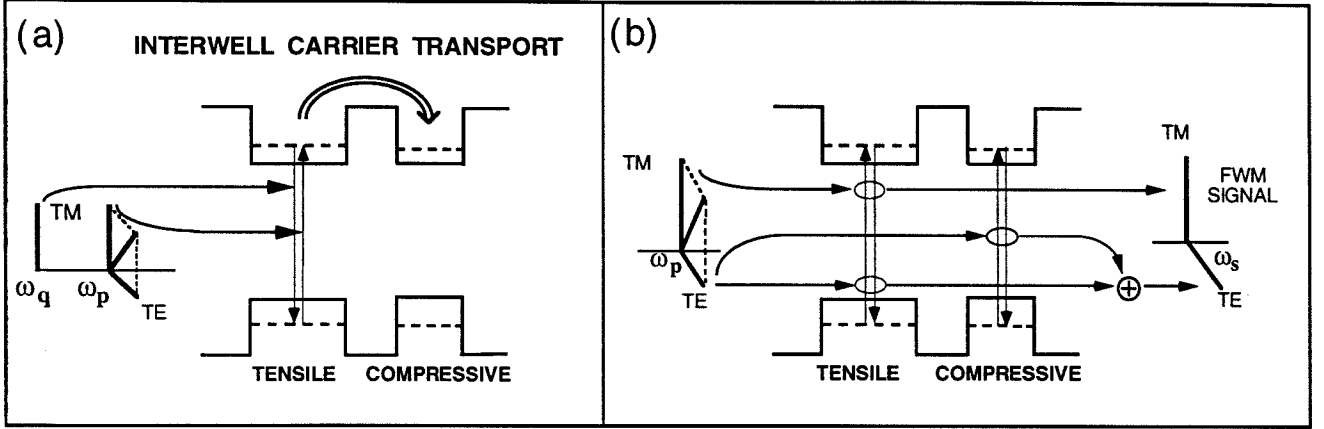 (a)
INTERWELL CARRIER TRANSPORT
TM
ω_q
ω_p
TE
TENSILE
COMPRESSIVE
(b)
TM
ω_p
TE
TENSILE
COMPRESSIVE
TM
FWM
SIGNAL
ω_s
TE